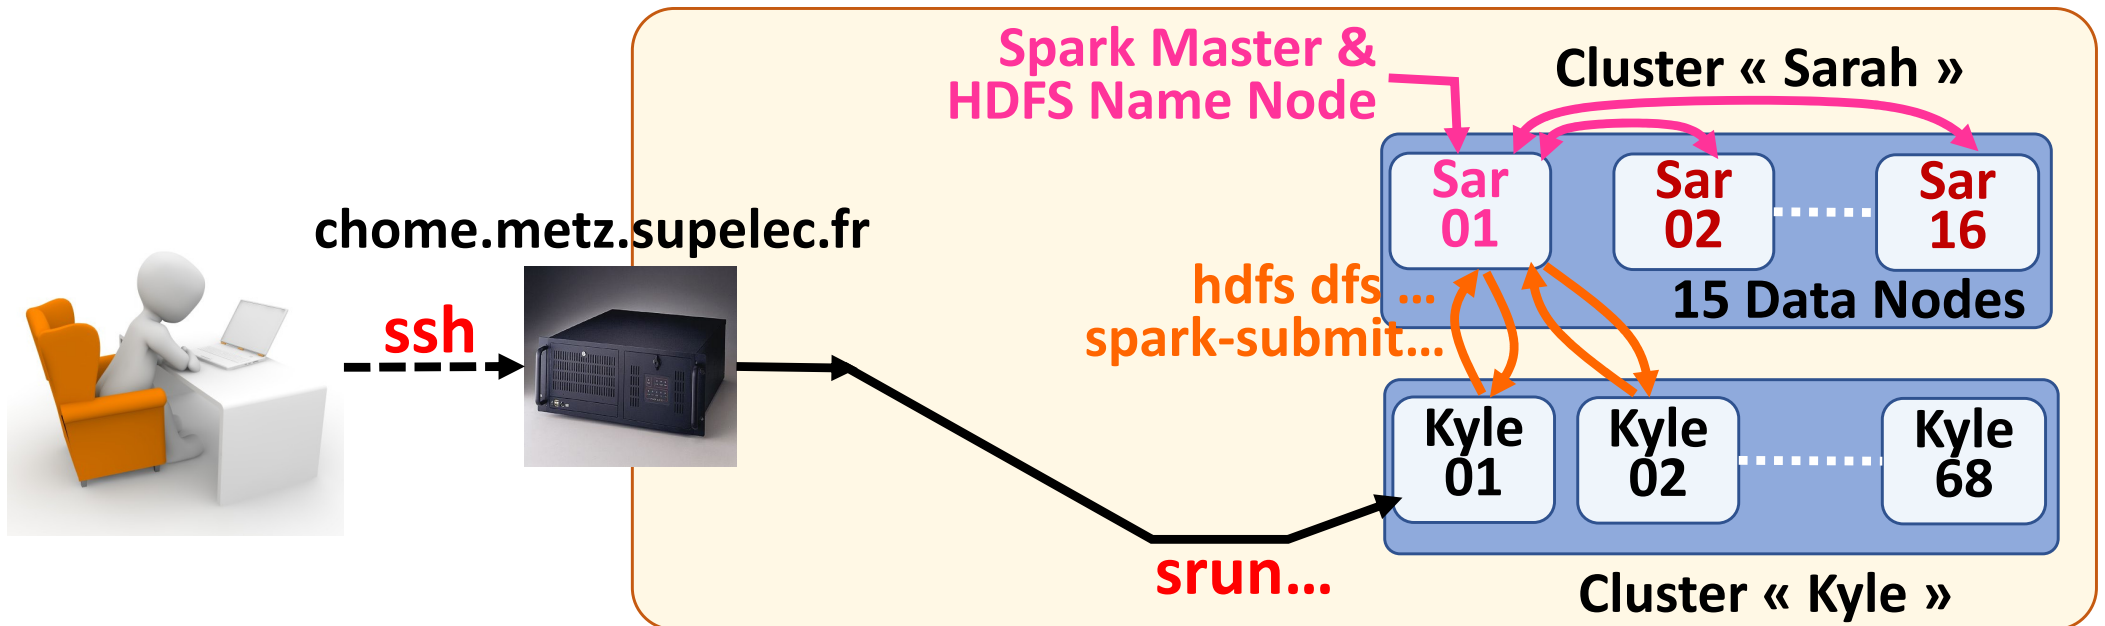 Spark Master &
HDFS Name Node
Cluster « Sarah »
Sar
01
Sar
02
Sar
16
15 Data Nodes
chome.metz.supelec.fr
ssh
hdfs dfs ...
spark-submit...
Kyle
01
Kyle
02
Kyle
68
srun...
Cluster « Kyle »